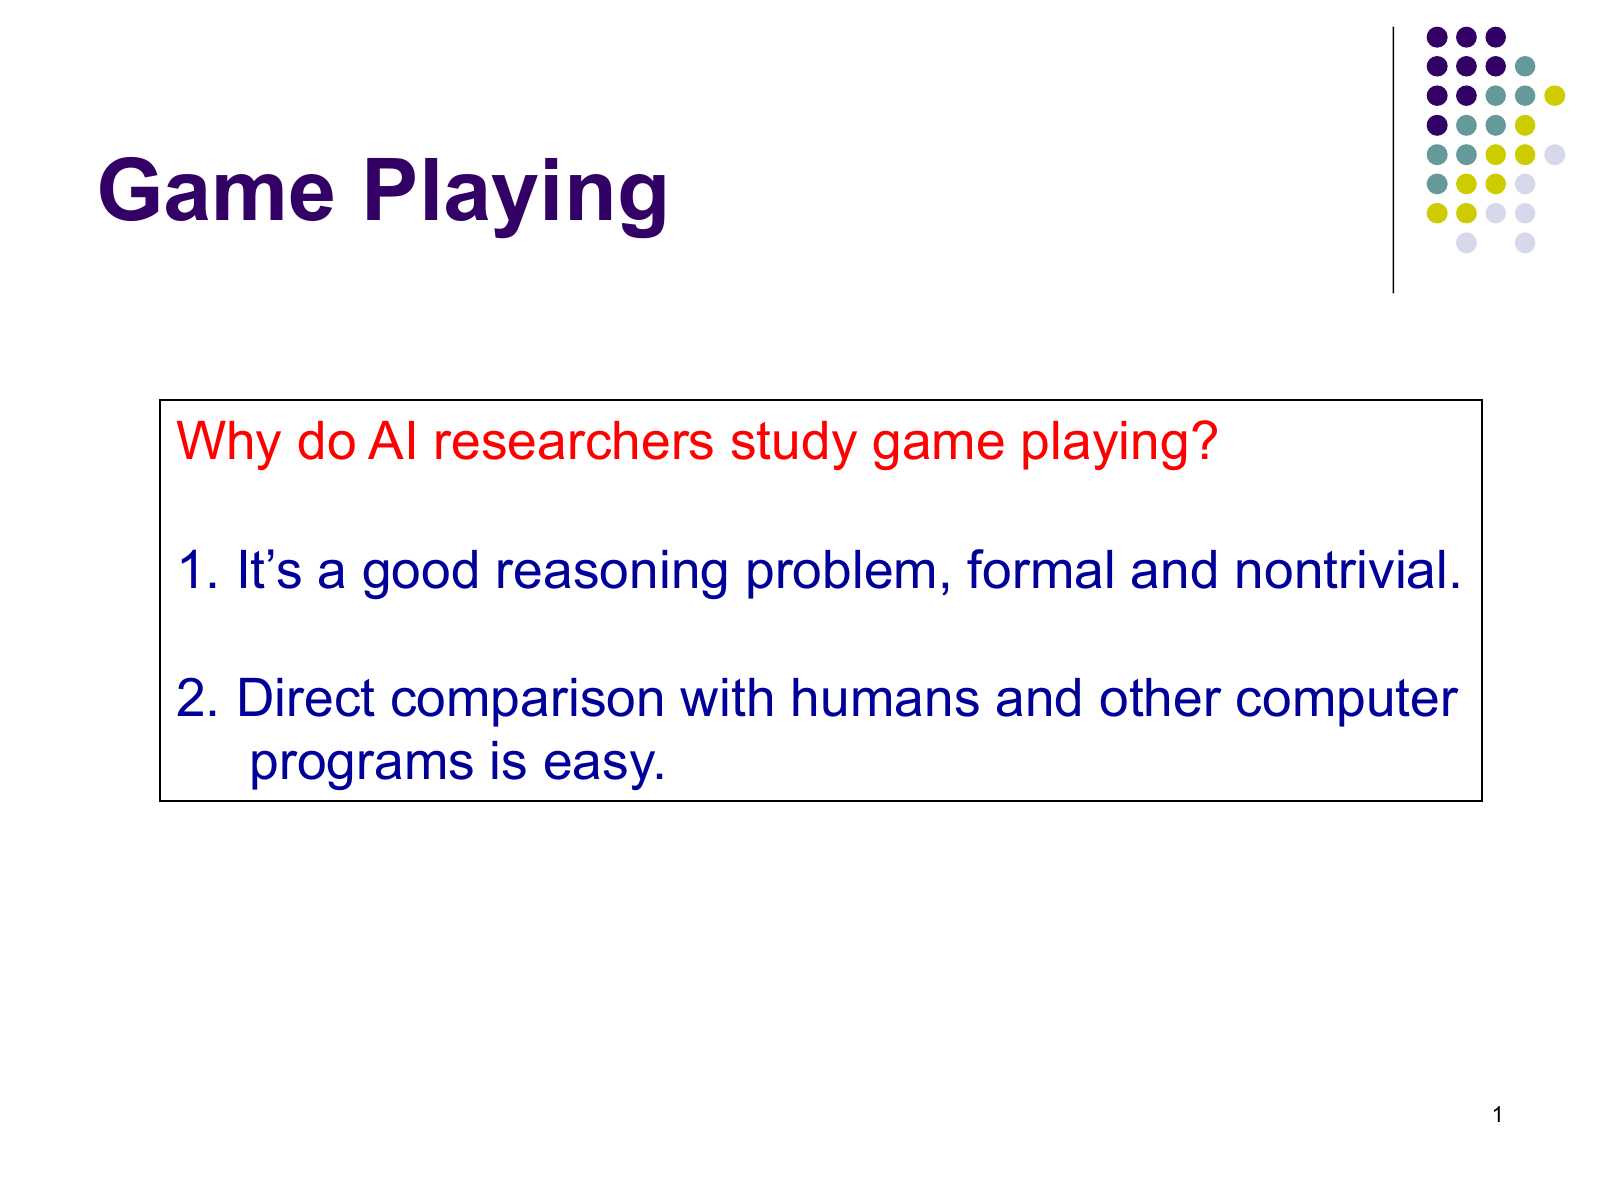 Game Playing
Why do AI researchers study game playing?
1. It’s a good reasoning problem, formal and nontrivial.
2. Direct comparison with humans and other computer
programs is easy.
1